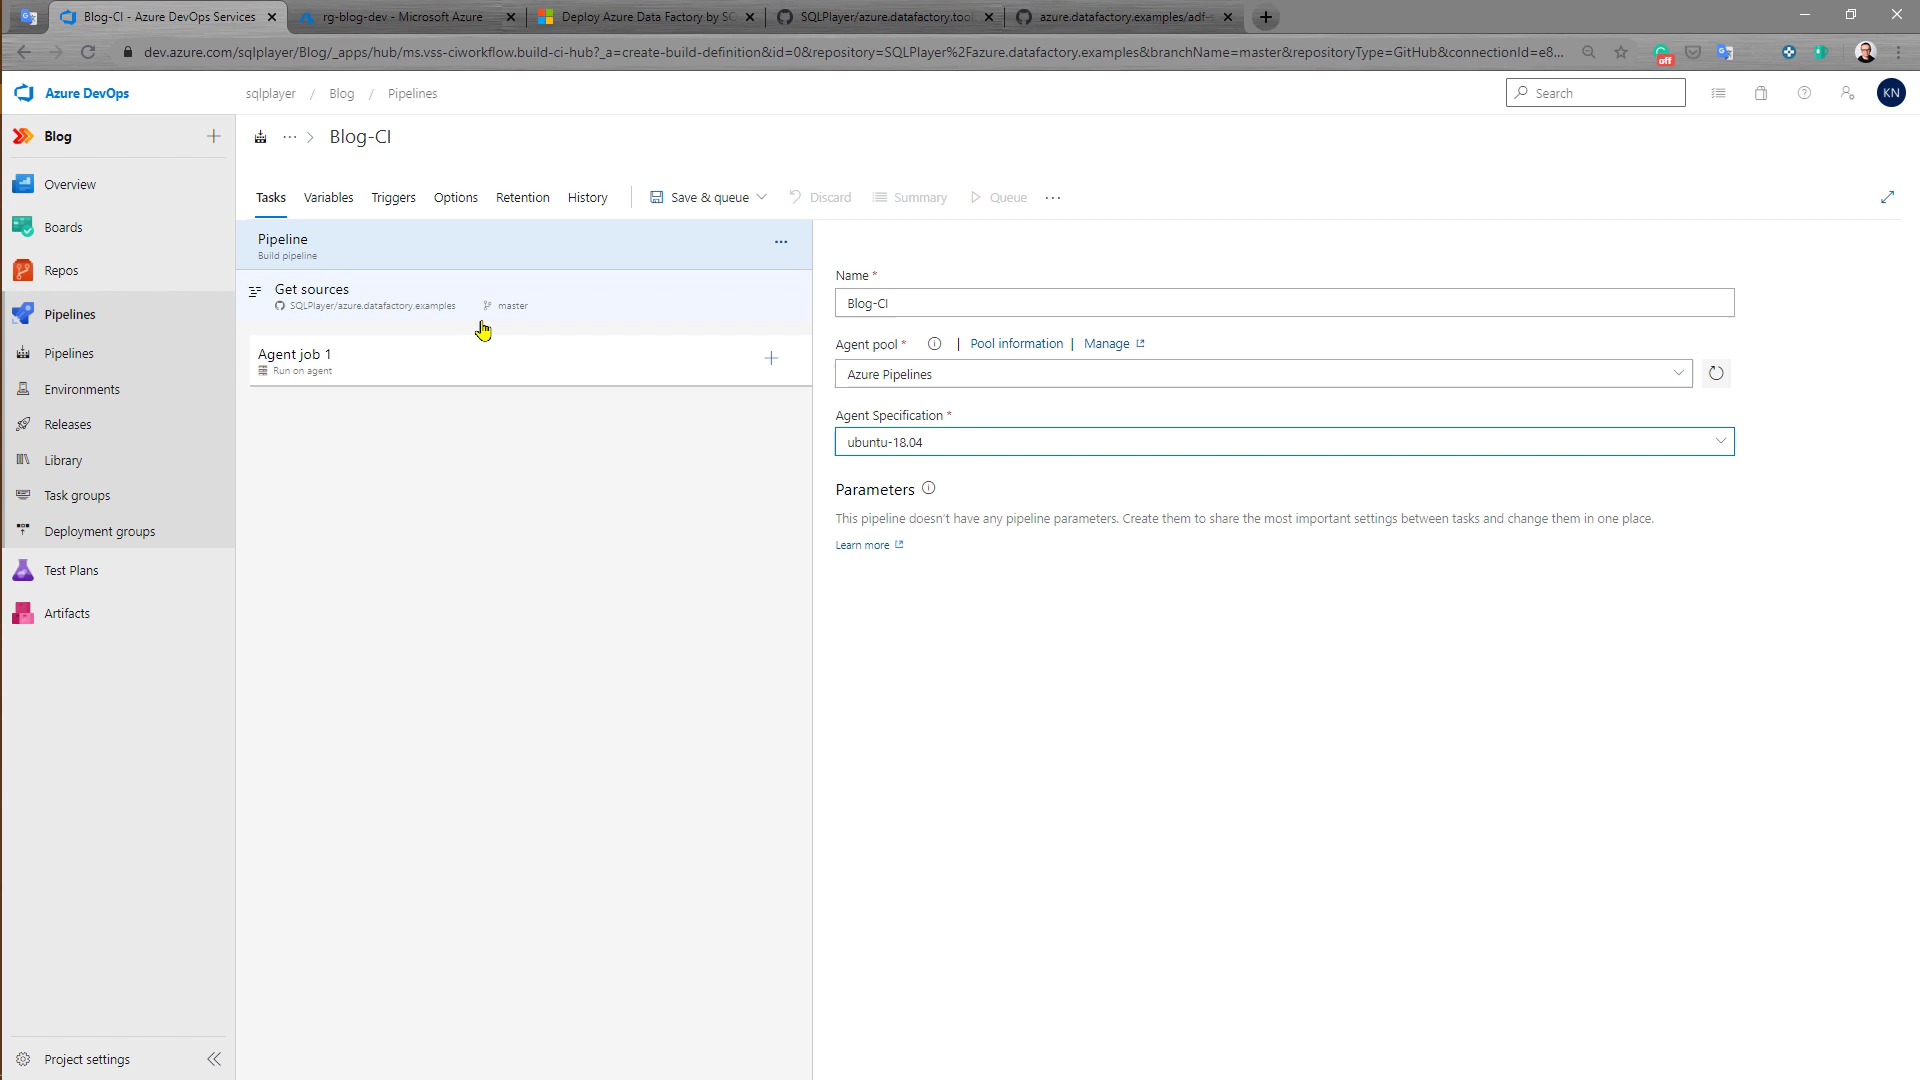 Blog-CI - Azure DevOps Services
rg-blog-dev - Microsoft Azure
Deploy Azure Data Factory by SC
SQLPlayer/azure.datafactory.tool
azure.datafactory.examples/adf-s
dev.azure.com/sqlplayer/Blog/_apps/hub/ms.vss-ciworkflow.build-ci-hub?_a=create-build-definition&id=0&repository=SQLPlayer%2Fazure.datafactory.examples&branchName=master&repositoryType=GitHub&connectionId=e8...
off
Azure DevOps
sqlplayer / Blog / Pipelines
Search
KN
Blog
Overview
Boards
Repos
Pipelines
Pipelines
Environments
Releases
Library
Task groups
Deployment groups
Test Plans
Artifacts
Project settings
... > Blog-CI
Tasks Variables Triggers Options Retention History Save & queue Discard Summary Queue ...
Pipeline
Build pipeline
...
Get sources
SQLPlayer/azure.datafactory.examples master
Agent job 1
Run on agent
Name *
Blog-CI
Agent pool * | Pool information | Manage
Azure Pipelines
Agent Specification *
ubuntu-18.04
Parameters
This pipeline doesn't have any pipeline parameters. Create them to share the most important settings between tasks and change them in one place.
Learn more